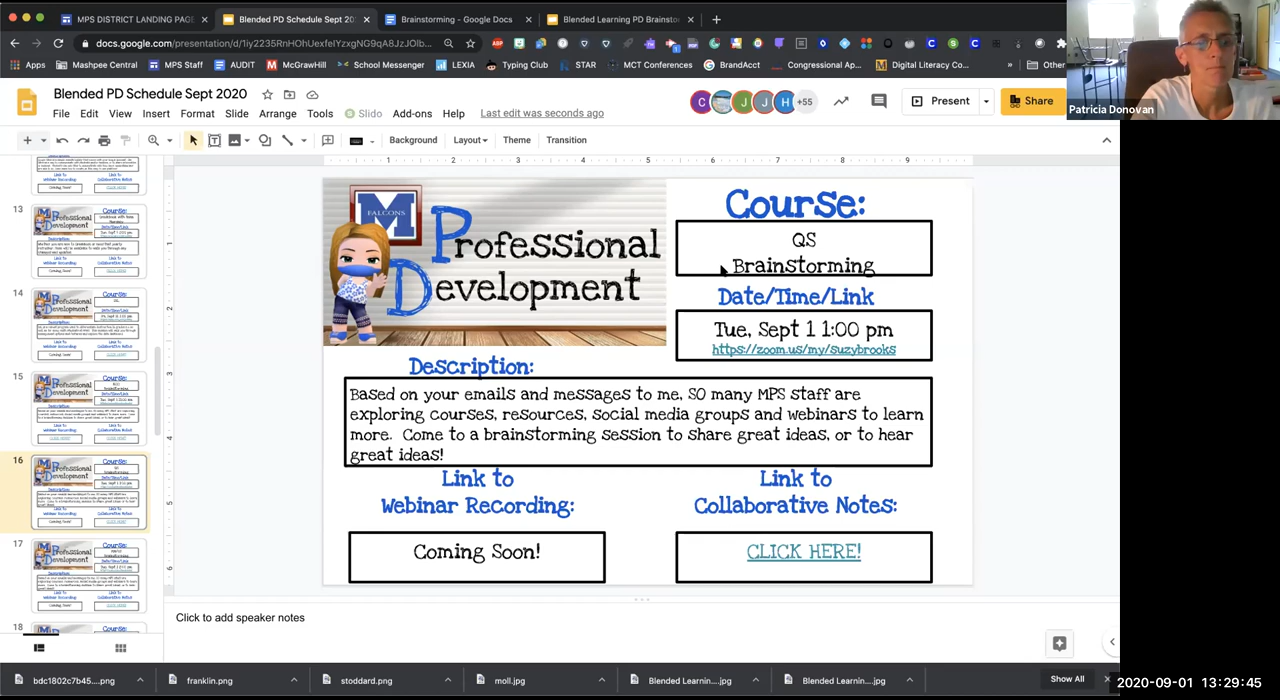 MPS DISTRICT LANDING PAGE
Blended PD Schedule Sept 20
Brainstorming - Google Docs
Blended Learning PD Brainsto
docs.google.com/presentation/d/1iy2235RnHOhUexfeIYzxgNG9qA8JzJOlb...
Apps
Mashpee Central
MPS Staff
AUDIT
McGrawHill
School Messenger
LEXIA
Typing Club
STAR
MCT Conferences
BrandAcct
Congressional Ap...
Digital Literacy Co...
»
Other
Patricia Donovan
Blended PD Schedule Sept 2020
File Edit View Insert Format Slide Arrange Tools Slido Add-ons Help Last edit was seconds ago
C J J H +55
Present
Share
Background Layout Theme Transition
13
14
15
16
17
18
M
FALCONS
Professional
Development
Course:
QS
Brainstorming
Date/Time/Link
Tue, Sept 1 1:00 pm
https://zoom.us/my/suzybrooks
Description:
Based on your emails and messages to me, SO many MPS staff are
exploring courses, resources, social media groups and webinars to learn
more. Come to a brainstorming session to share great ideas, or to hear
great ideas!
Link to
Webinar Recording:
Coming Soon!
Link to
Collaborative Notes:
CLICK HERE!
Click to add speaker notes
bdc1802c7b45....png
franklin.png
stoddard.png
moll.jpg
Blended Learnin....jpg
Blended Learnin....jpg
Show All
2020-09-01 13:29:45